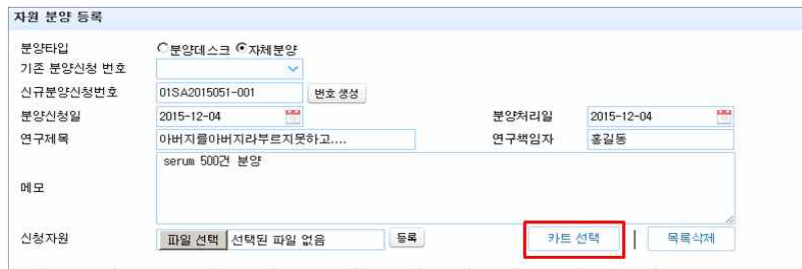 자원 분양 등록
분양타입 분양데스크 자체분양
기존 분양신청 번호
신규분양신청번호 01SA2015051-001 번호 생성
분양신청일 2015-12-04 분양처리일 2015-12-04
연구제목 아버지를아버지라부르지못하고.... 연구책임자 홍길동
serum 500건 분양
메모
신청자원 파일 선택 선택된 파일 없음 등록 카트 선택 | 목록삭제